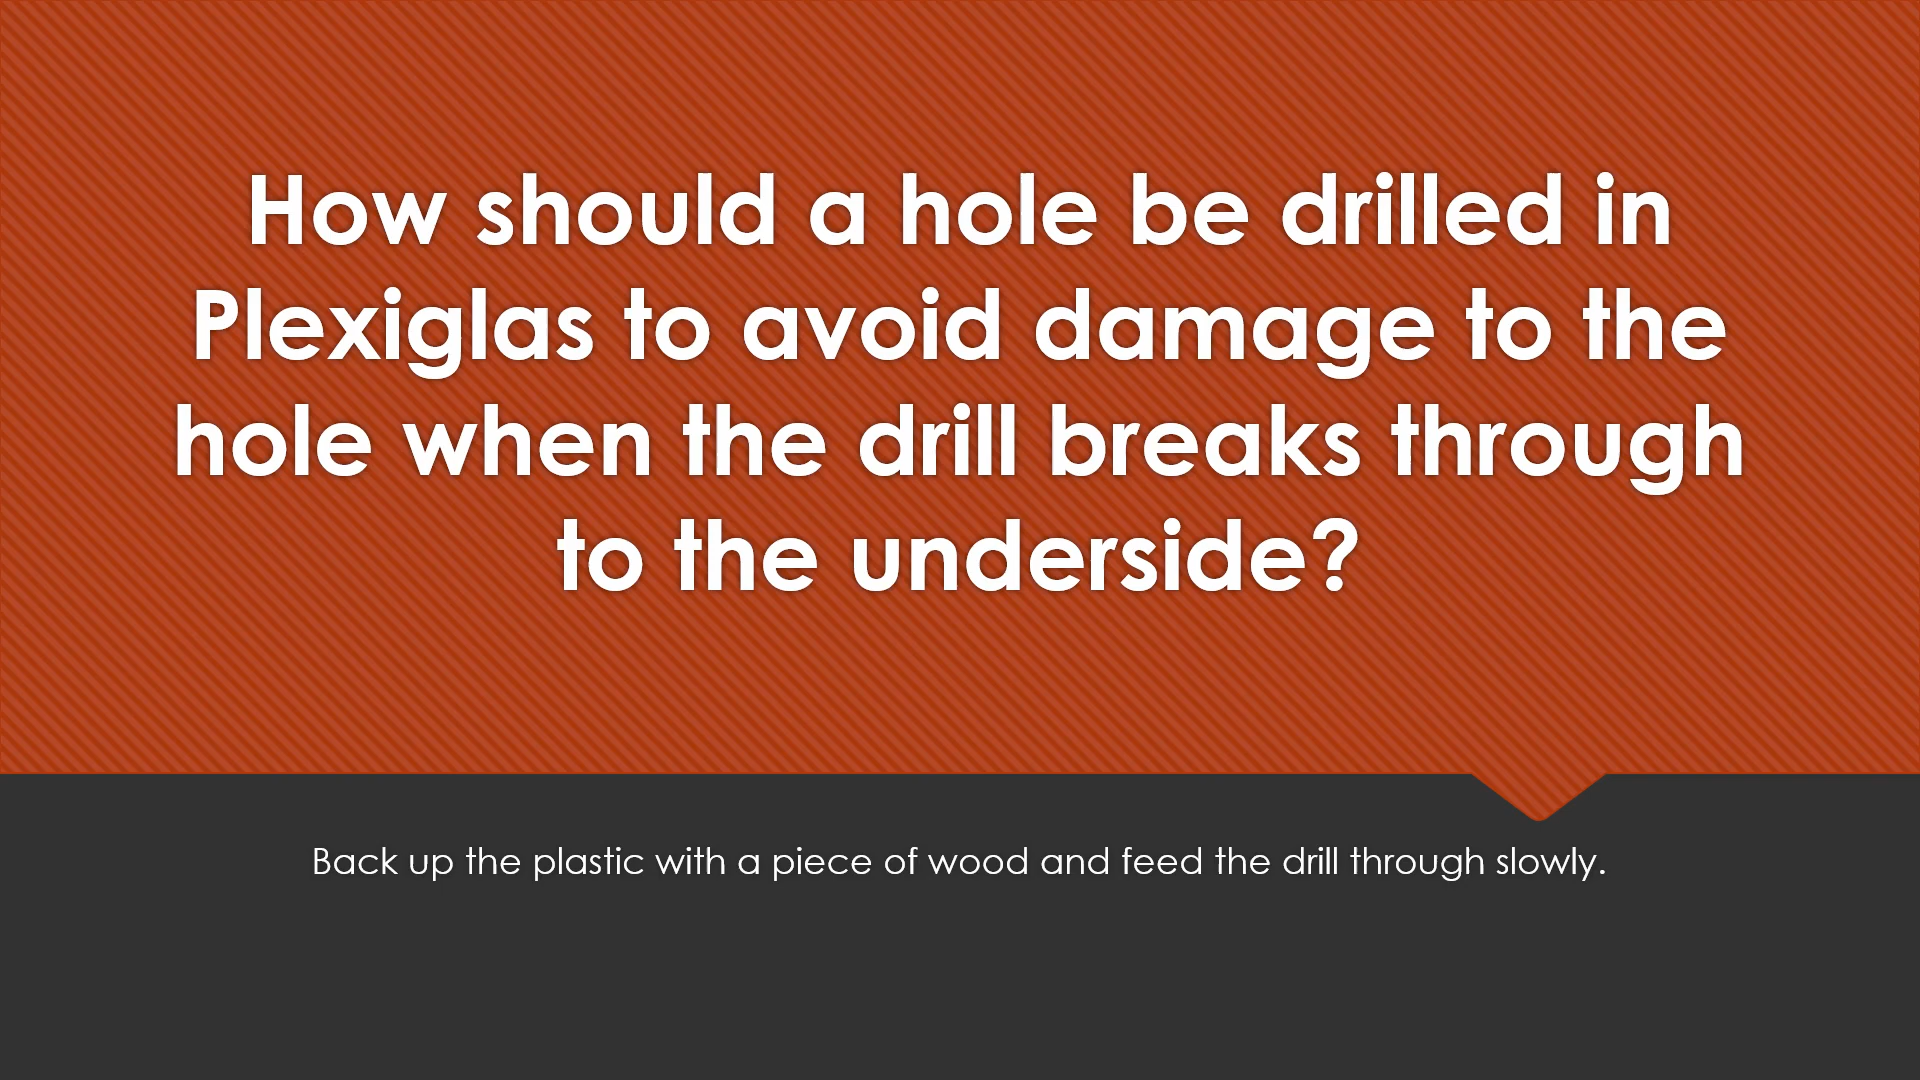 How should a hole be drilled in
Plexiglas to avoid damage to the
hole when the drill breaks through
to the underside?
Back up the plastic with a piece of wood and feed the drill through slowly.